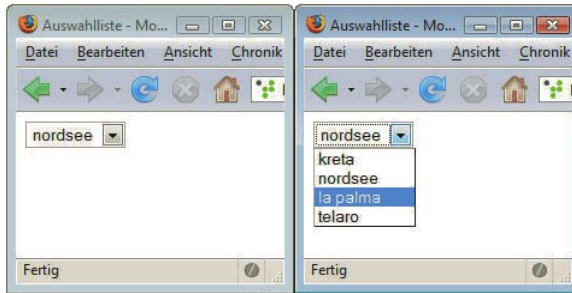 Auswahlliste - Mo...
Datei Bearbeiten Ansicht Chronik
nordsee
Fertig
Auswahlliste - Mo...
Datei Bearbeiten Ansicht Chronik
nordsee
kreta
nordsee
la palma
telaro
Fertig